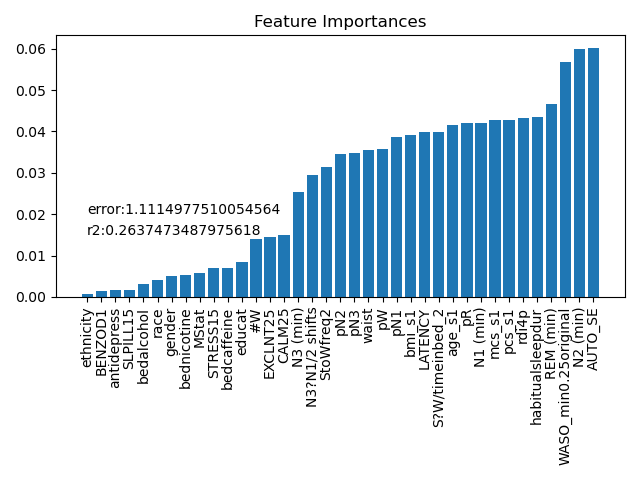 Feature Importances
0.06
0.05
0.04
0.03
0.02
0.01
0.00
error:1.1114977510054564
r2:0.2637473487975618
ethnicity
BENZOD1
antidepress
SLPILL15
bedalcohol
race
gender
bednicotine
MStat
STRESS15
bedcaffeine
educat
#W
EXCLNT25
CALM25
N3 (min)
N3?N1/2 shifts
StoWfreq2
pN2
pN3
waist
pW
pN1
bmi_s1
LATENCY
S?W/timeinbed_2
age_s1
pR
N1 (min)
mcs_s1
pcs_s1
rdi4p
habitualsleepdur
REM (min)
WASO_min0.25original
N2 (min)
AUTO_SE